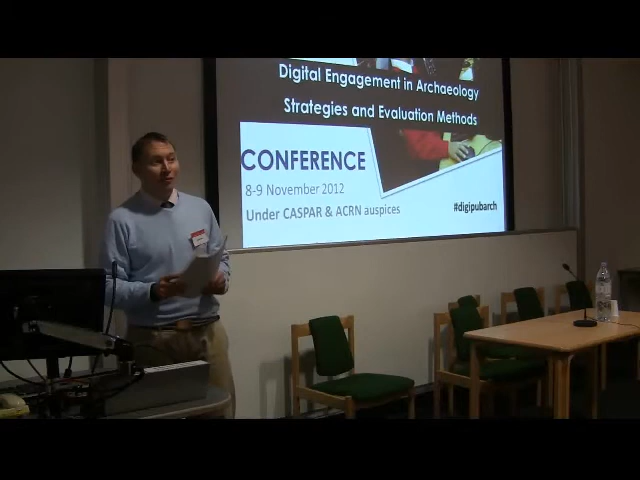 Digital Engagement in Archaeology
Strategies and Evaluation Methods
CONFERENCE
8-9 November 2012
Under CASPAR & ACRN auspices
#digipubarch